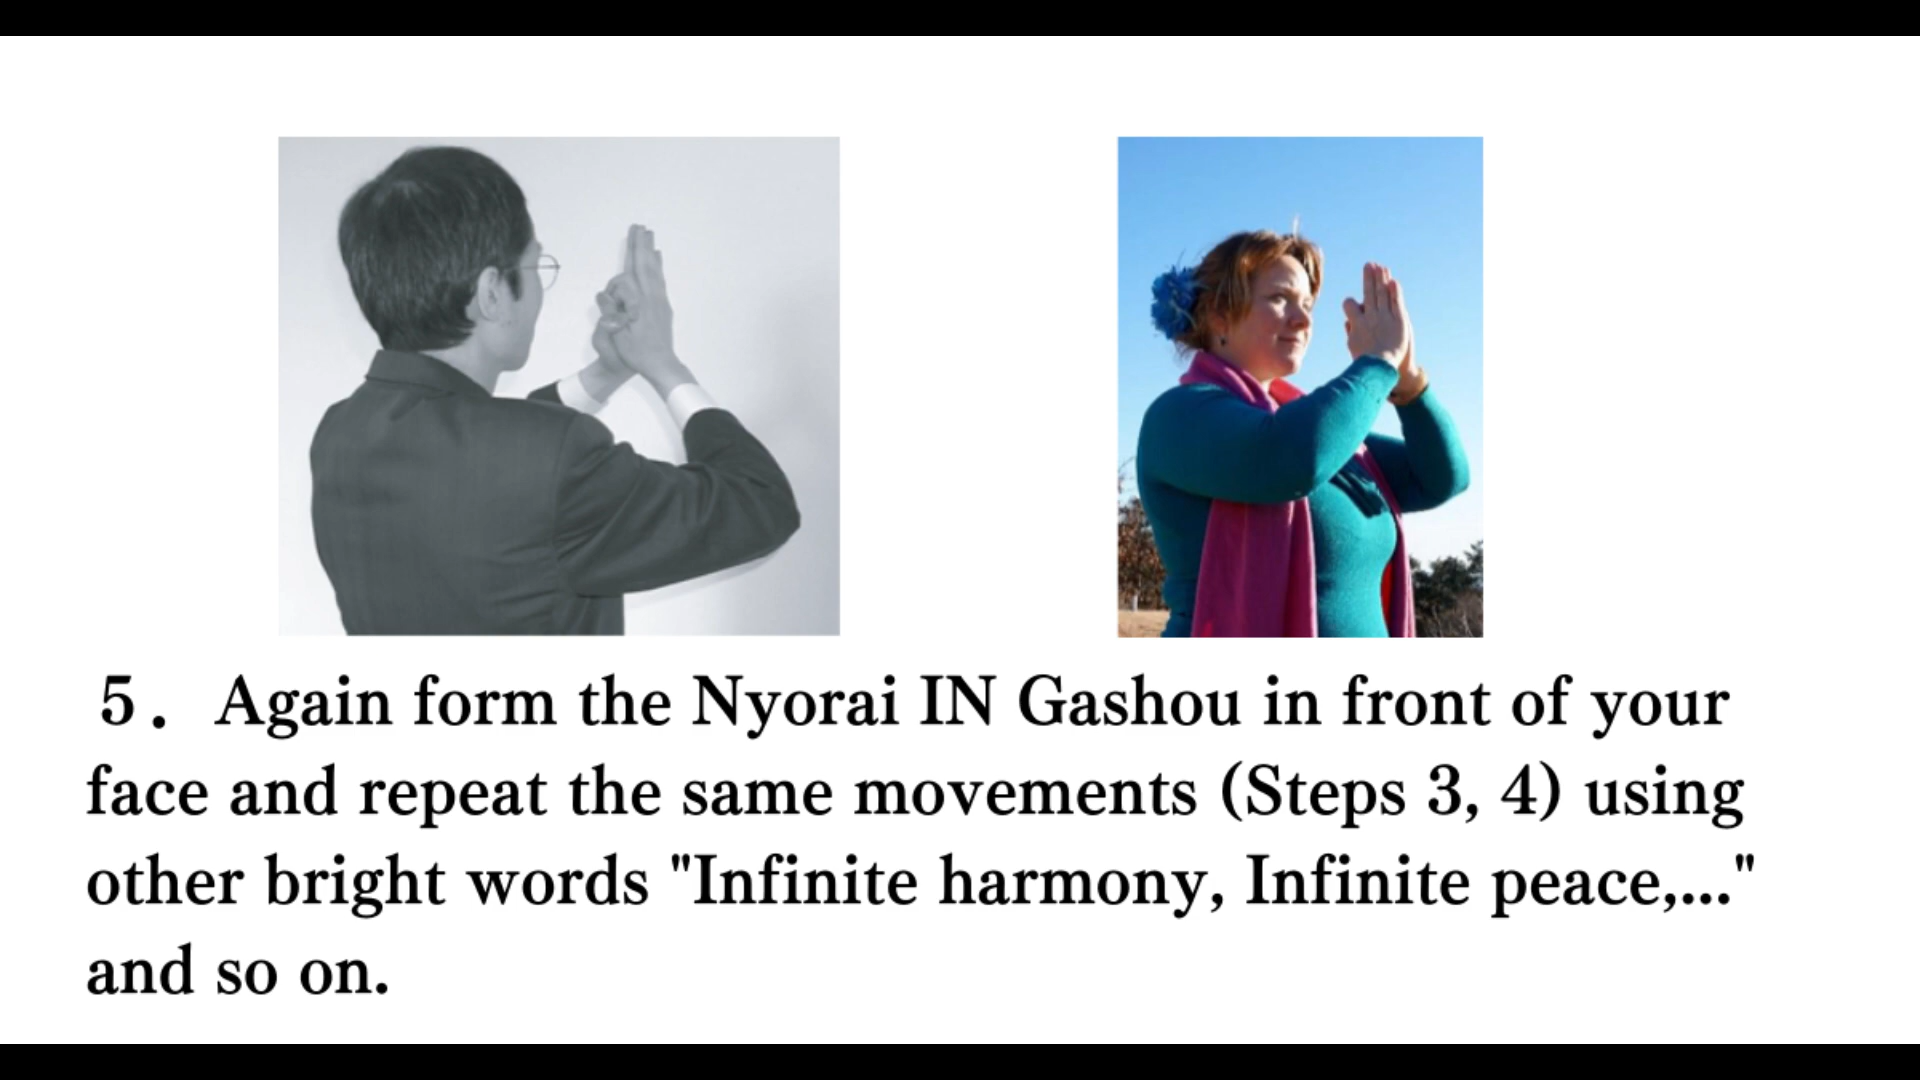 5．Again form the Nyorai IN Gashou in front of your
face and repeat the same movements (Steps 3, 4) using
other bright words "Infinite harmony, Infinite peace,..."
and so on.